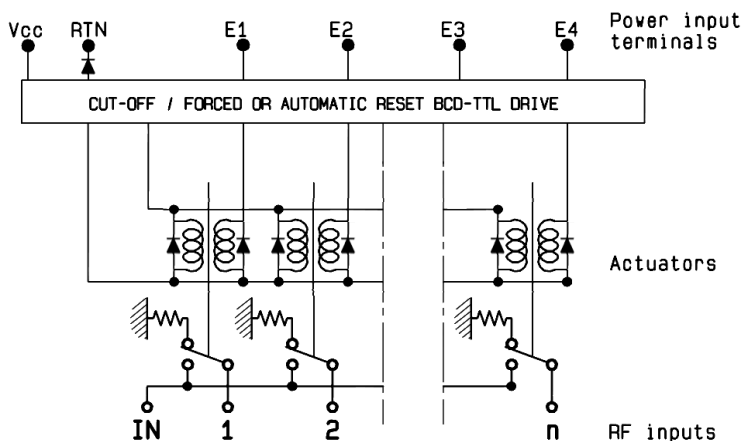 Vcc RTN E1 E2 E3 E4 Power input
terminals
CUT-OFF / FORCED OR AUTOMATIC RESET BCD-TTL DRIVE
Actuators
IN 1 2 n RF inputs